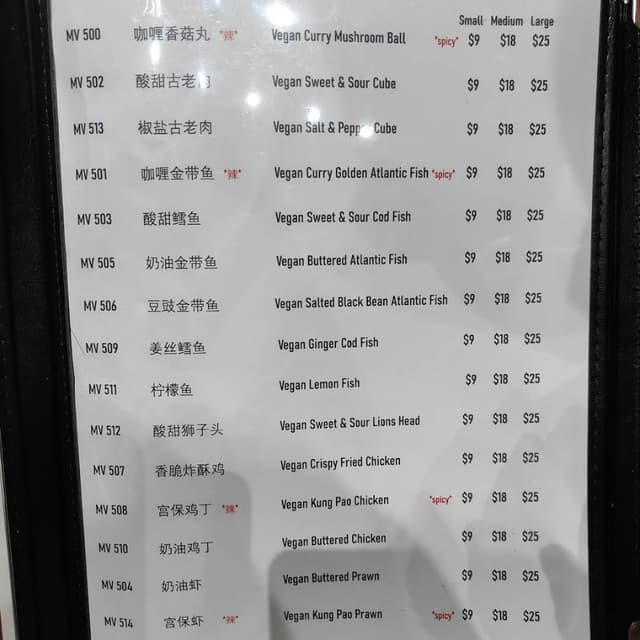 Small Medium Large
MV 500 咖喱香菇丸 *辣* Vegan Curry Mushroom Ball *spicy* $9 $18 $25
MV 502 酸甜古老肉 Vegan Sweet & Sour Cube $9 $18 $25
MV 513 椒盐古老肉 Vegan Salt & Pepper Cube $9 $18 $25
MV 501 咖喱金带鱼 *辣* Vegan Curry Golden Atlantic Fish *spicy* $9 $18 $25
MV 503 酸甜鳕鱼 Vegan Sweet & Sour Cod Fish $9 $18 $25
MV 505 奶油金带鱼 Vegan Buttered Atlantic Fish $9 $18 $25
MV 506 豆豉金带鱼 Vegan Salted Black Bean Atlantic Fish $9 $18 $25
MV 509 姜丝鳕鱼 Vegan Ginger Cod Fish $9 $18 $25
MV 511 柠檬鱼 Vegan Lemon Fish $9 $18 $25
MV 512 酸甜狮子头 Vegan Sweet & Sour Lions Head $9 $18 $25
MV 507 香脆炸酥鸡 Vegan Crispy Fried Chicken $9 $18 $25
MV 508 宫保鸡丁 *辣* Vegan Kung Pao Chicken *spicy* $9 $18 $25
MV 510 奶油鸡丁 Vegan Buttered Chicken $9 $18 $25
MV 504 奶油虾 Vegan Buttered Prawn $9 $18 $25
MV 514 宫保虾 *辣* Vegan Kung Pao Prawn *spicy* $9 $18 $25